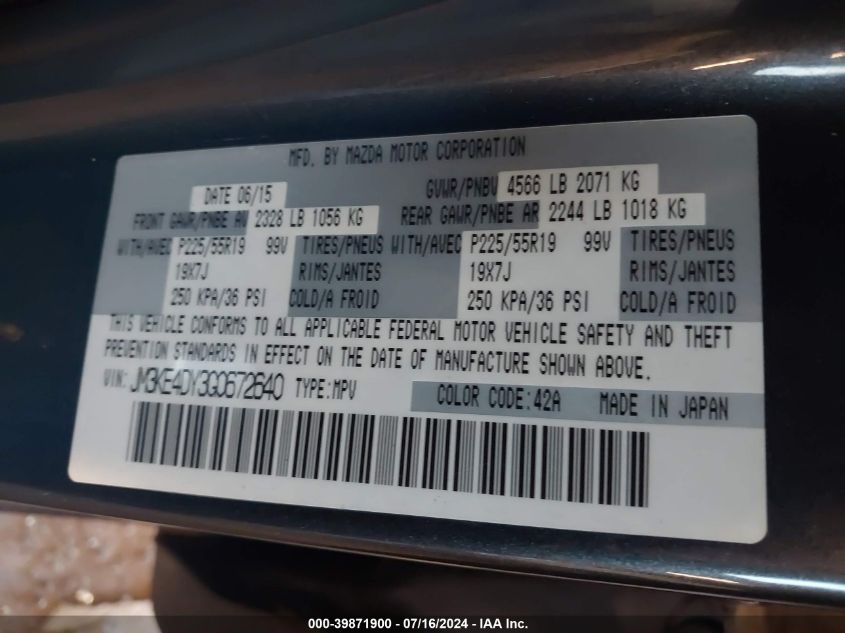 MFD. BY MAZDA MOTOR CORPORATION
DATE 06/15 GVWR/PNBV 4566 LB 2071 KG
FRONT GAWR/PNBE AV 2328 LB 1056 KG REAR GAWR/PNBE AR 2244 LB 1018 KG
WITH/AVEC P225/55R19 99V TIRES/PNEUS WITH/AVEC P225/55R19 99V TIRES/PNEUS
19X7J RIMS/JANTES 19X7J RIMS/JANTES
250 KPA/36 PSI COLD/A FROID 250 KPA/36 PSI COLD/A FROID
THIS VEHICLE CONFORMS TO ALL APPLICABLE FEDERAL MOTOR VEHICLE SAFETY AND THEFT
PREVENTION STANDARDS IN EFFECT ON THE DATE OF MANUFACTURE SHOWN ABOVE.
VIN: JM3KE4DY3G0672640 TYPE:MPV COLOR CODE:42A MADE IN JAPAN
000-39871900 - 07/16/2024 - IAA Inc.